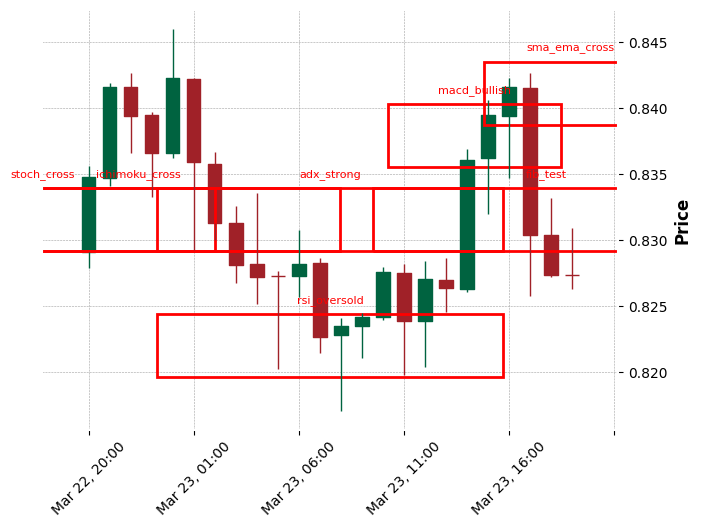 sma_ema_cross
macd_bullish
stoch_cross
ichimoku_cross
adx_strong
_test
rsi_oversold
0.845
0.840
0.835
0.830
0.825
0.820
Price
Mar 22, 20:00
Mar 23, 01:00
Mar 23, 06:00
Mar 23, 11:00
Mar 23, 16:00